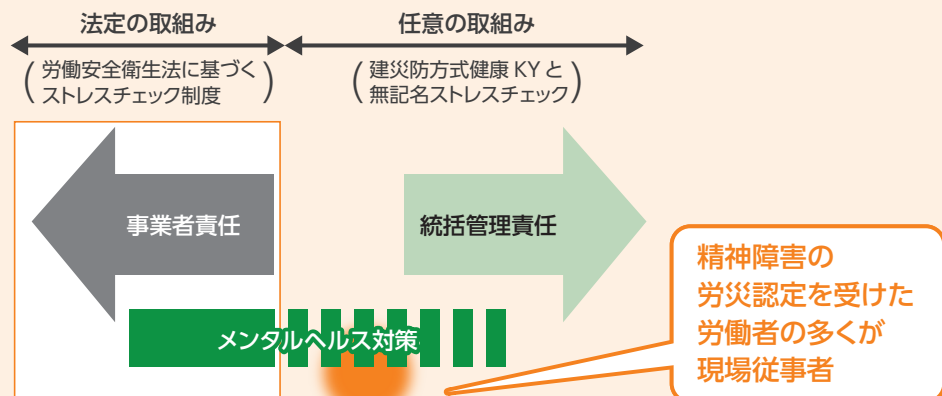 法定の取組み
任意の取組み
(労働安全衛生法に基づく
ストレスチェック制度)
(建災防方式健康 KY と
無記名ストレスチェック)
事業者責任
統括管理責任
メンタルヘルス対策
精神障害の
労災認定を受けた
労働者の多くが
現場従事者